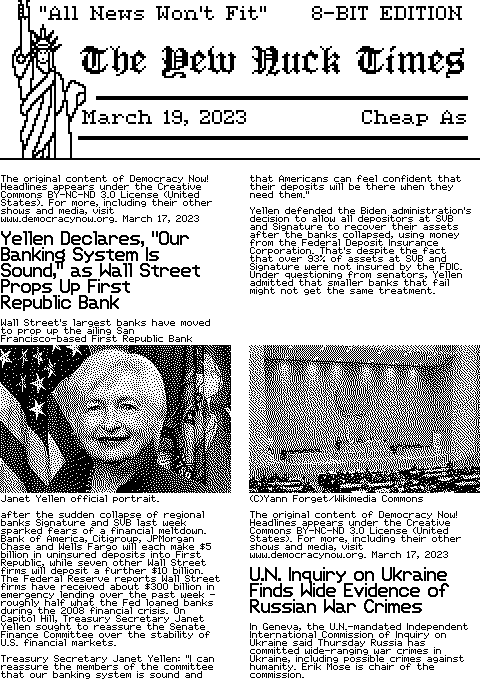 "All News Won't Fit" 8-BIT EDITION
The Yew Nuck Times
March 19, 2023 Cheap As
The original content of Democracy Now!
Headlines appears under the Creative
Commons BY-NC-ND 3.0 License (United
States). For more, including their other
shows and media, visit
www.democracynow.org. March 17, 2023
Yellen Declares, "Our
Banking System Is
Sound," as Wall Street
Props Up First
Republic Bank
Wall Street's largest banks have moved
to prop up the ailing San
Francisco-based First Republic Bank
Janet Yellen official portrait.
after the sudden collapse of regional
banks Signature and SVB last week
sparked fears of a financial meltdown.
Bank of America, Citigroup, JPMorgan
Chase and Wells Fargo will each make $5
billion in uninsured deposits into First
Republic, while seven other Wall Street
firms will deposit a further $10 billion.
The Federal Reserve reports Wall Street
firms have received about $300 billion in
emergency lending over the past week —
roughly half what the Fed loaned banks
during the 2008 financial crisis. On
Capitol Hill, Treasury Secretary Janet
Yellen sought to reassure the Senate
Finance Committee over the stability of
U.S. financial markets.
Treasury Secretary Janet Yellen: "I can
reassure the members of the committee
that our banking system is sound and
that Americans can feel confident that
their deposits will be there when they
need them."
Yellen defended the Biden administration's
decision to allow all depositors at SVB
and Signature to recover their assets
after the banks collapsed, using money
from the Federal Deposit Insurance
Corporation. That's despite the fact
that over 93% of assets at SVB and
Signature were not insured by the FDIC.
Under questioning from senators, Yellen
admitted that smaller banks that fail
might not get the same treatment.
(C)Yann Forget/Wikimedia Commons
The original content of Democracy Now!
Headlines appears under the Creative
Commons BY-NC-ND 3.0 License (United
States). For more, including their other
shows and media, visit
www.democracynow.org. March 17, 2023
U.N. Inquiry on Ukraine
Finds Wide Evidence of
Russian War Crimes
In Geneva, the U.N.-mandated Independent
International Commission of Inquiry on
Ukraine said Thursday Russia has
committed wide-ranging war crimes in
Ukraine, including possible crimes against
humanity. Erik Mose is chair of the
commission.